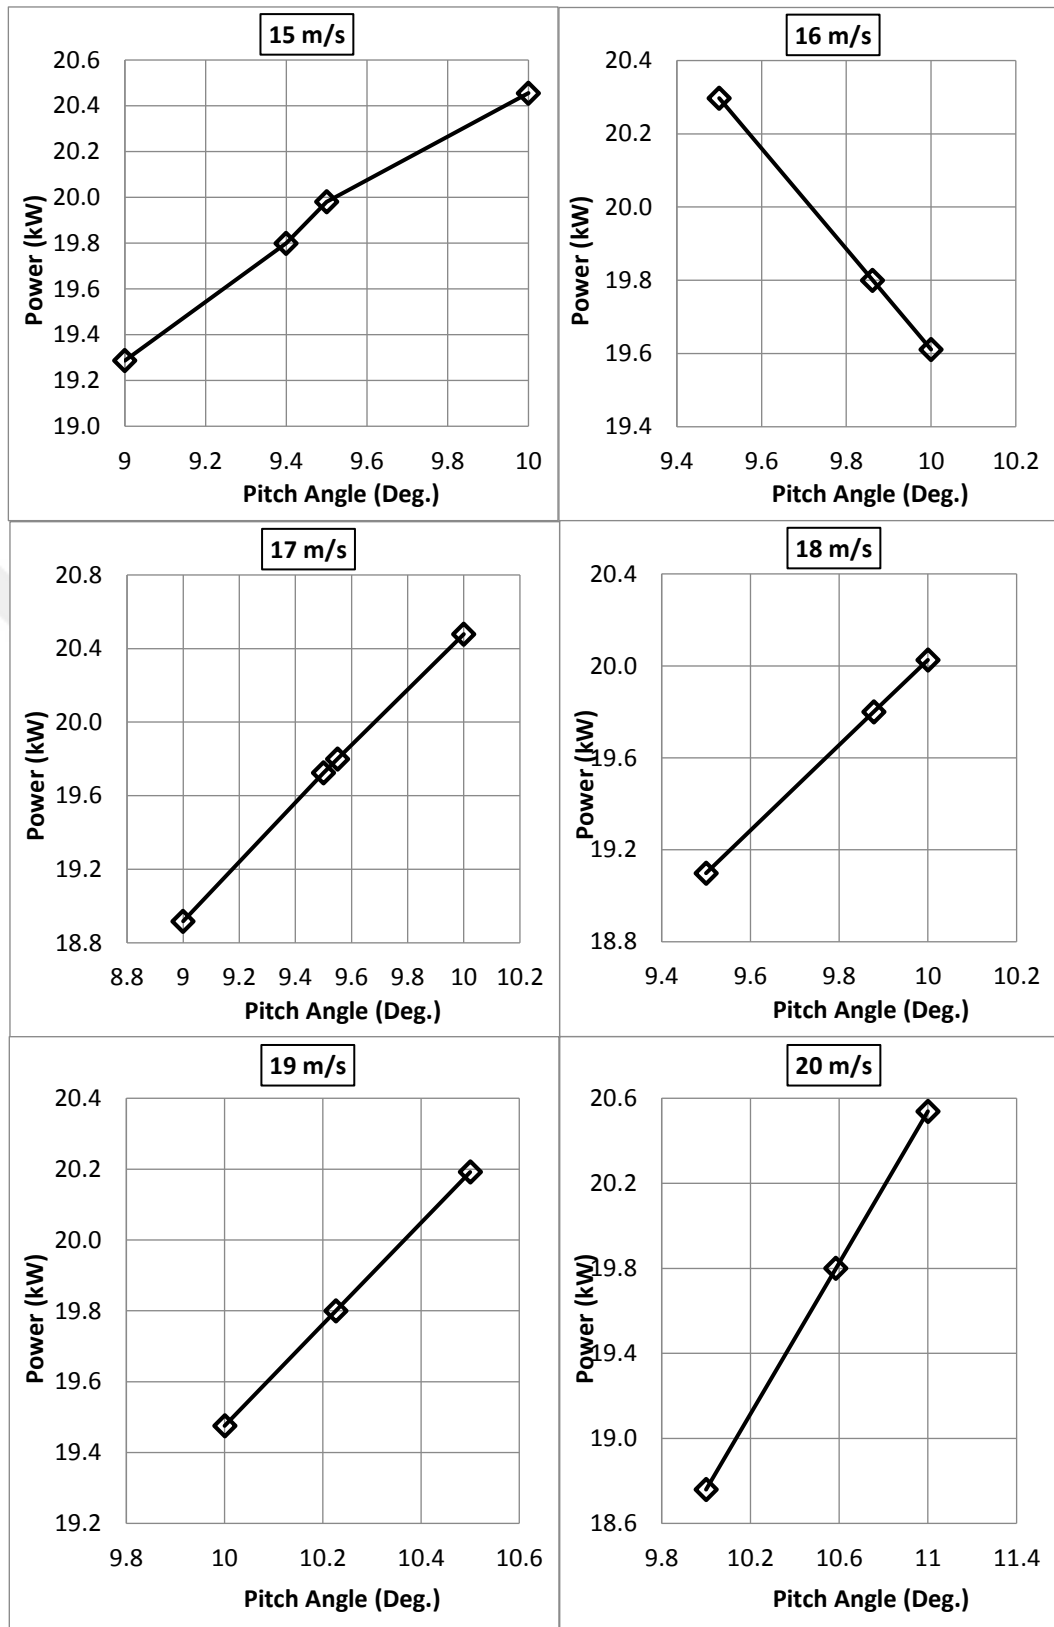 15 m/s
20.6
20.4
20.2
20.0
19.8
19.6
19.4
19.2
19.0
Power (kW)
9 9.2 9.4 9.6 9.8 10
Pitch Angle (Deg.)
16 m/s
20.4
20.2
20.0
19.8
19.6
19.4
Power (kW)
9.4 9.6 9.8 10 10.2
Pitch Angle (Deg.)
17 m/s
20.8
20.4
20.0
19.6
19.2
18.8
Power (kW)
8.8 9 9.2 9.4 9.6 9.8 10 10.2
Pitch Angle (Deg.)
18 m/s
20.4
20.0
19.6
19.2
18.8
Power (kW)
9.4 9.6 9.8 10 10.2
Pitch Angle (Deg.)
19 m/s
20.4
20.2
20.0
19.8
19.6
19.4
19.2
Power (kW)
9.8 10 10.2 10.4 10.6
Pitch Angle (Deg.)
20 m/s
20.6
20.2
19.8
19.4
19.0
18.6
Power (kW)
9.8 10.2 10.6 11 11.4
Pitch Angle (Deg.)